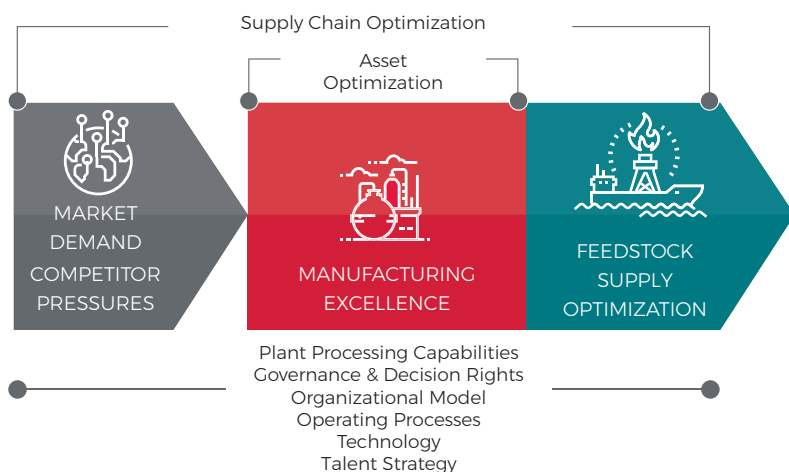 Supply Chain Optimization
Asset
Optimization
MARKET
DEMAND
COMPETITOR
PRESSURES
MANUFACTURING
EXCELLENCE
FEEDSTOCK
SUPPLY
OPTIMIZATION
Plant Processing Capabilities
Governance & Decision Rights
Organizational Model
Operating Processes
Technology
Talent Strategy